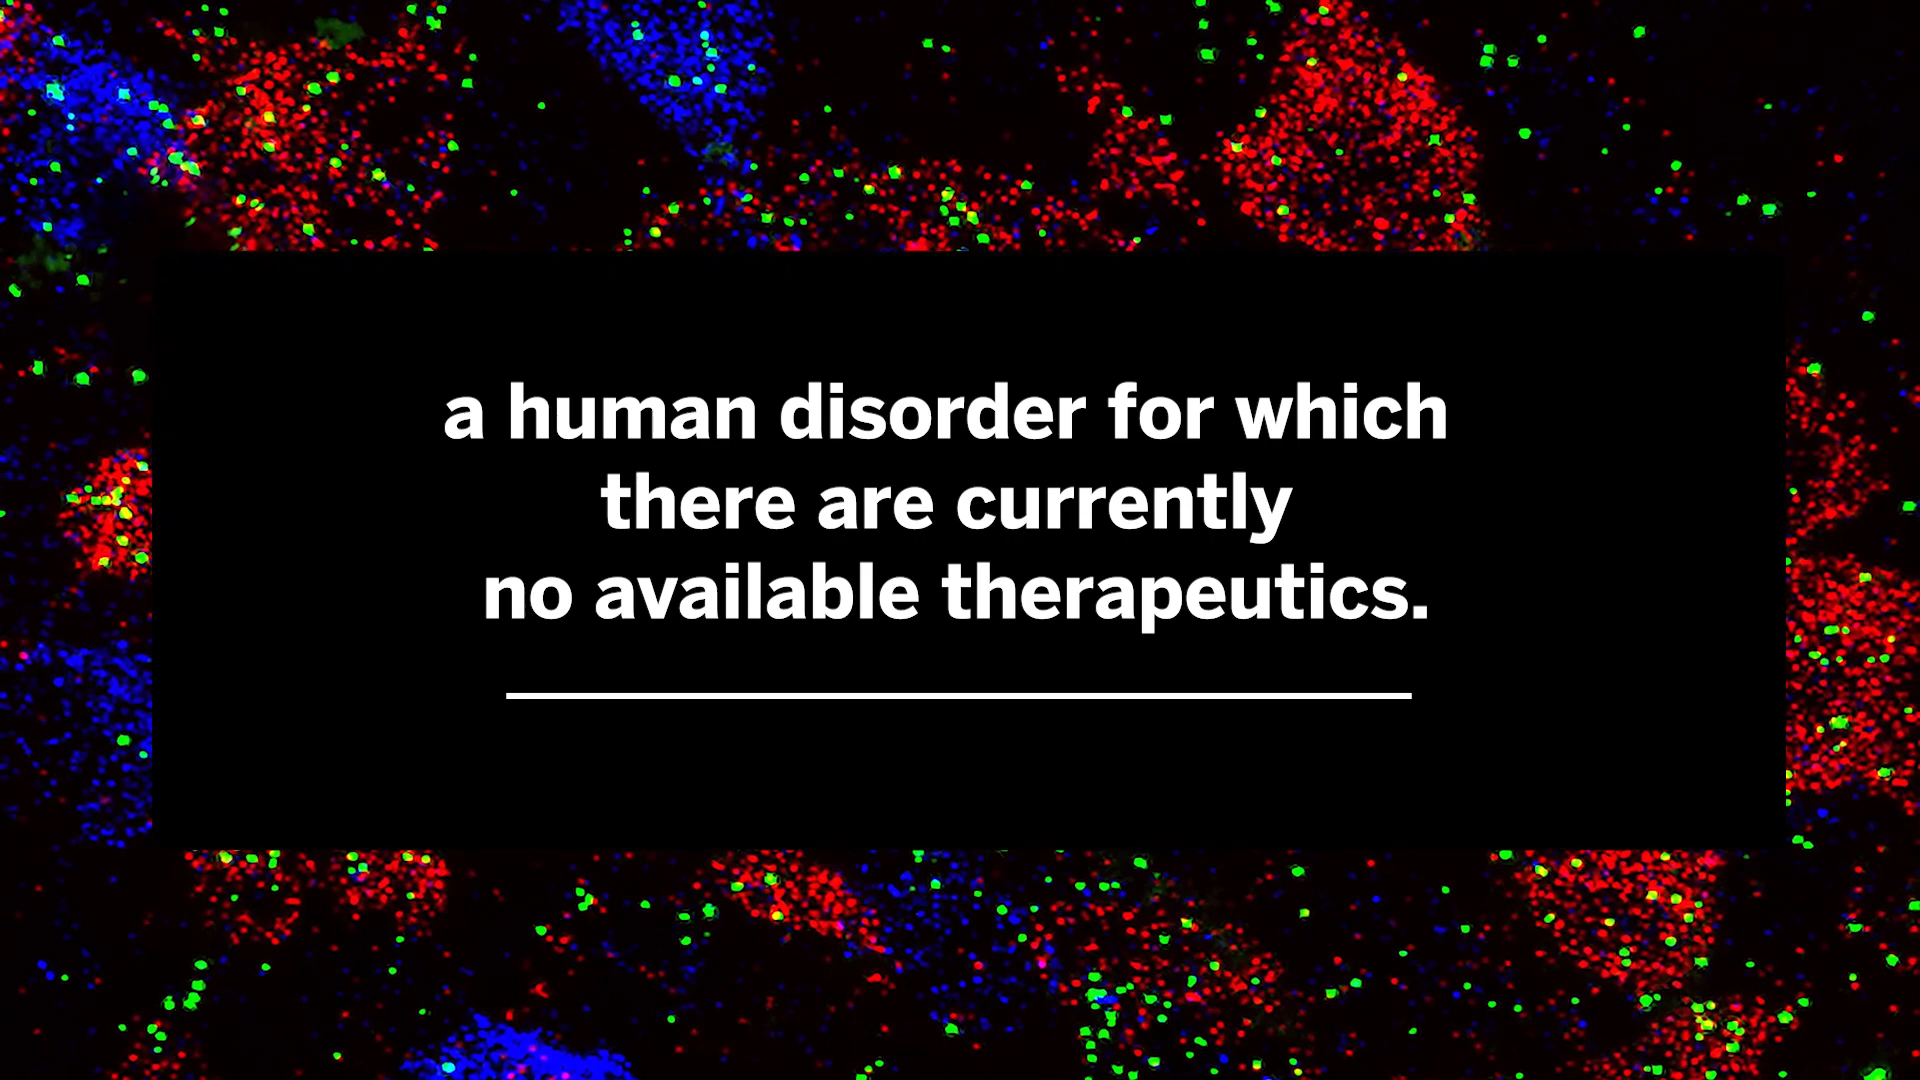 a human disorder for which
there are currently
no available therapeutics.